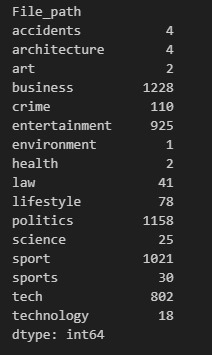 File_path
accidents 4
architecture 4
art 2
business 1228
crime 110
entertainment 925
environment 1
health 2
law 41
lifestyle 78
politics 1158
science 25
sport 1021
sports 30
tech 802
technology 18
dtype: int64